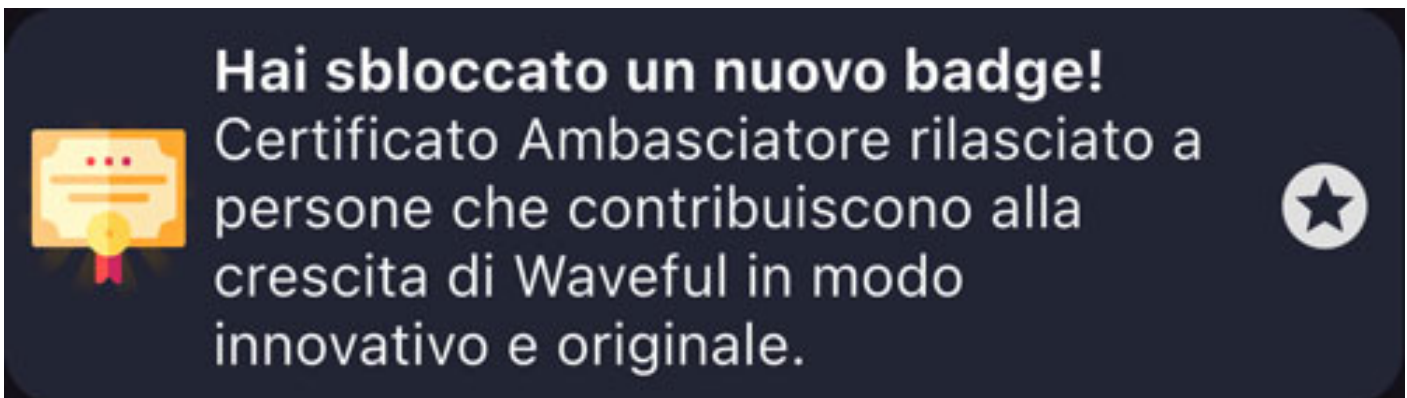 Hai sbloccato un nuovo badge!
Certificato Ambasciatore rilasciato a
persone che contribuiscono alla
crescita di Waveful in modo
innovativo e originale.